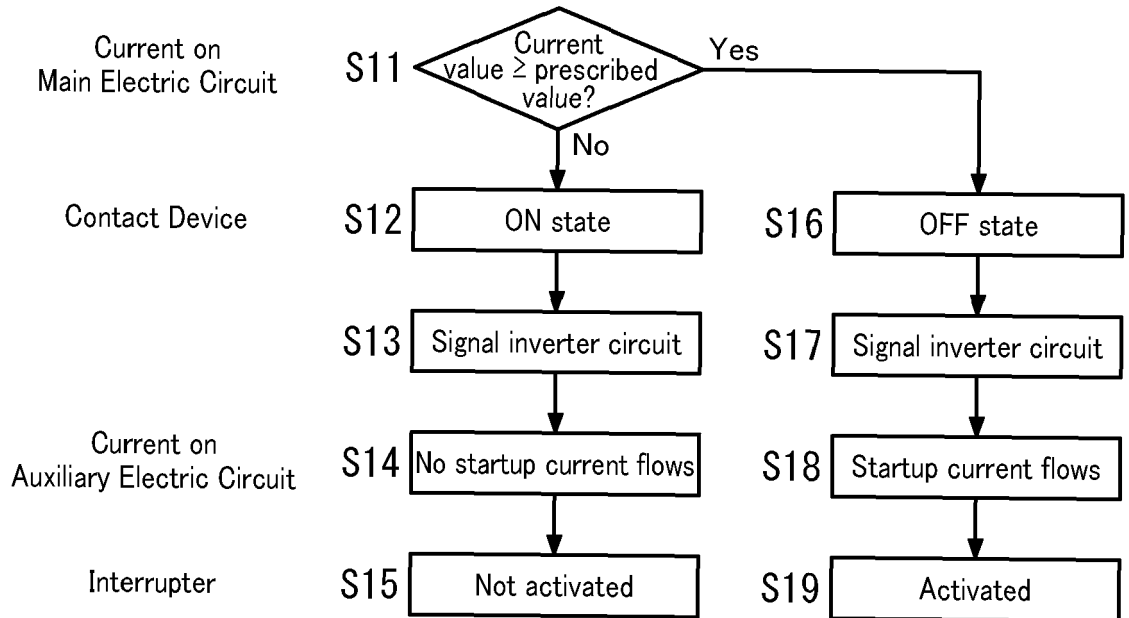 Current on
Main Electric Circuit
S11
Current
value ≥ prescribed
value?
Yes
No
Contact Device
S12
ON state
S16
OFF state
S13
Signal inverter circuit
S17
Signal inverter circuit
Current on
Auxiliary Electric Circuit
S14
No startup current flows
S18
Startup current flows
Interrupter
S15
Not activated
S19
Activated